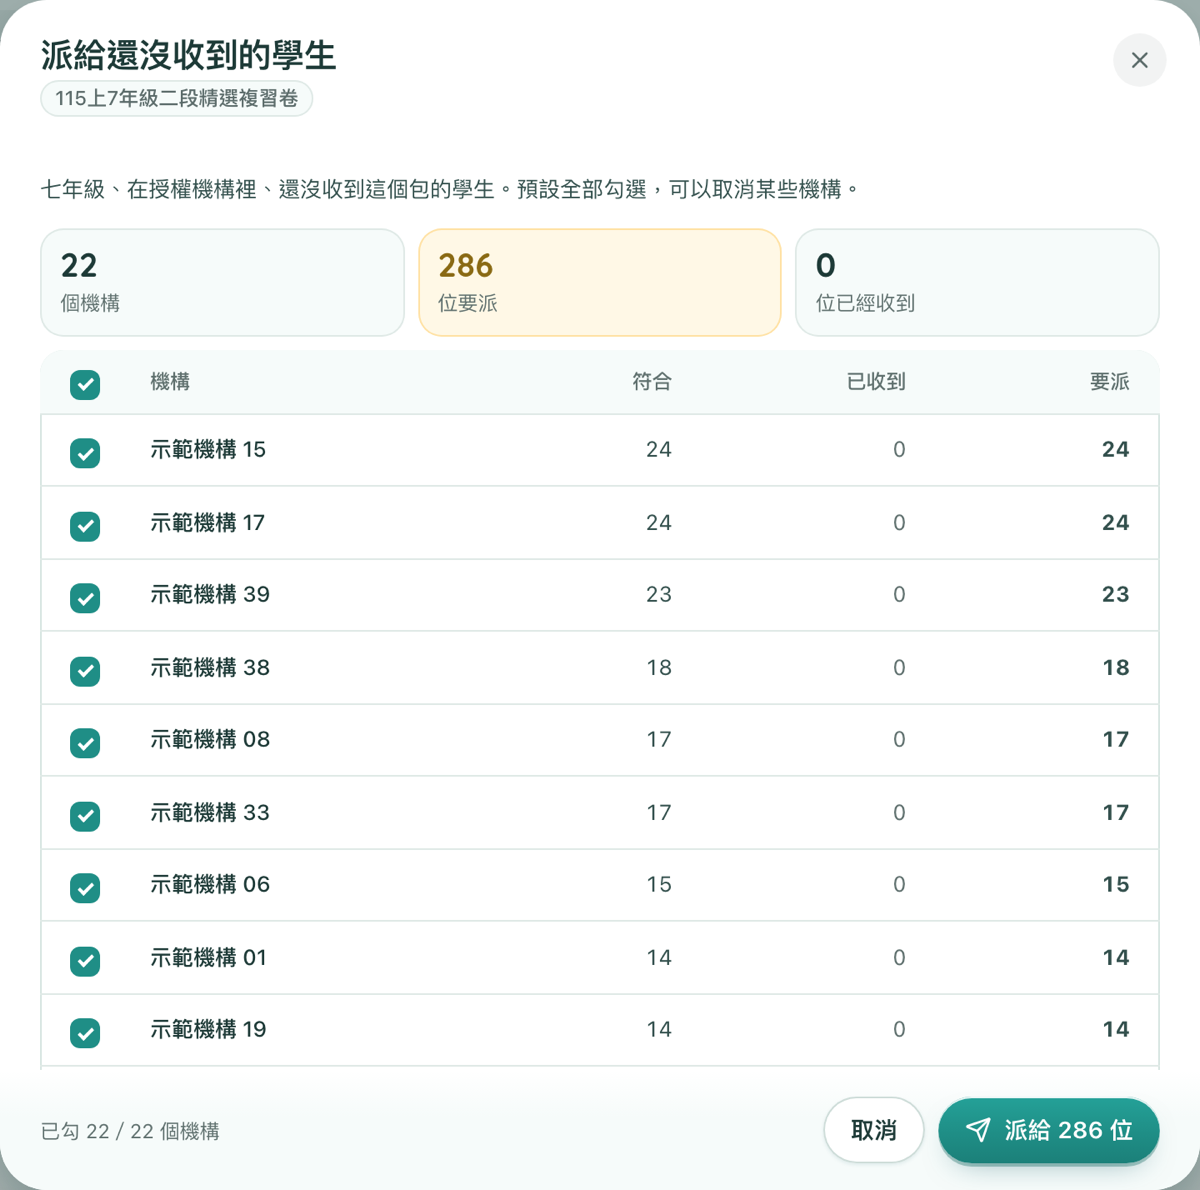 派給還沒收到的學生
115上7年級二段精選複習卷
七年級、在授權機構裡、還沒收到這個包的學生。預設全部勾選，可以取消某些機構。
22
個機構
286
位要派
0
位已經收到
機構 符合 已收到 要派
示範機構 15 24 0 24
示範機構 17 24 0 24
示範機構 39 23 0 23
示範機構 38 18 0 18
示範機構 08 17 0 17
示範機構 33 17 0 17
示範機構 06 15 0 15
示範機構 01 14 0 14
示範機構 19 14 0 14
已勾 22 / 22 個機構
取消
派給 286 位